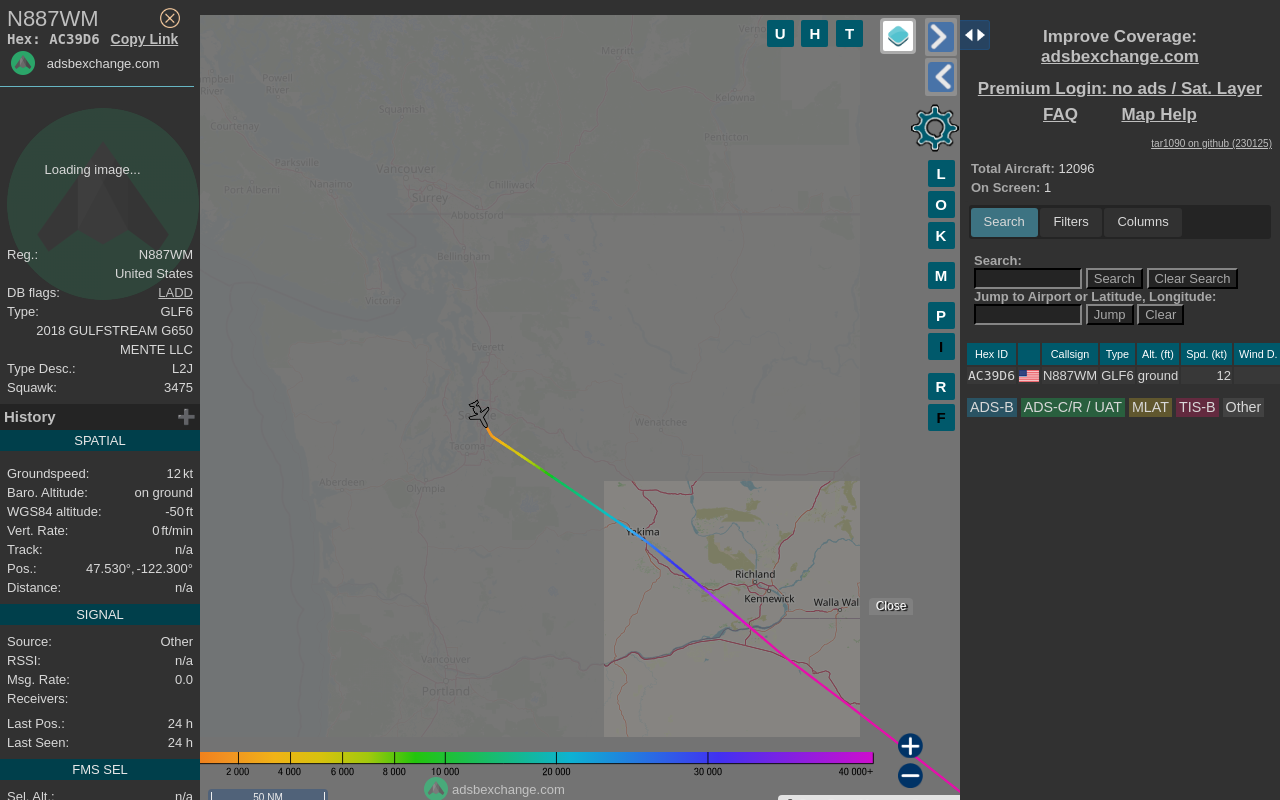 N887WM
Hex: AC39D6 Copy Link
adsbexchange.com
Loading image...
Reg.: N887WM
United States
DB flags: LADD
Type: GLF6
2018 GULFSTREAM G650
MENTE LLC
Type Desc.: L2J
Squawk: 3475
History
SPATIAL
Groundspeed: 12 kt
Baro. Altitude: on ground
WGS84 altitude: -50 ft
Vert. Rate: 0 ft/min
Track: n/a
Pos.: 47.530°, -122.300°
Distance: n/a
SIGNAL
Source: Other
RSSI: n/a
Msg. Rate: 0.0
Receivers:
Last Pos.: 24 h
Last Seen: 24 h
FMS SEL
Sel. Alt.: n/a
U H T
L
O
K
M
P
I
R
F
Merritt
Powell River
Squamish
Kelowna
Courtenay
Penticton
Parksville
Vancouver
Port Alberni
Nanaimo
Surrey
Chilliwack
Abbotsford
Bellingham
Victoria
Everett
Wenatchee
Tacoma
Aberdeen
Olympia
Yakima
Richland
Kennewick
Walla Wal
Vancouver
Portland
Close
2 000 4 000 6 000 8 000 10 000 20 000 30 000 40 000+
adsbexchange.com
50 NM
Improve Coverage:
adsbexchange.com
Premium Login: no ads / Sat. Layer
FAQ Map Help
tar1090 on github (230125)
Total Aircraft: 12096
On Screen: 1
Search Filters Columns
Search:
Search Clear Search
Jump to Airport or Latitude, Longitude:
Jump Clear
Hex ID Callsign Type Alt. (ft) Spd. (kt) Wind D.
AC39D6 N887WM GLF6 ground 12
ADS-B ADS-C/R / UAT MLAT TIS-B Other